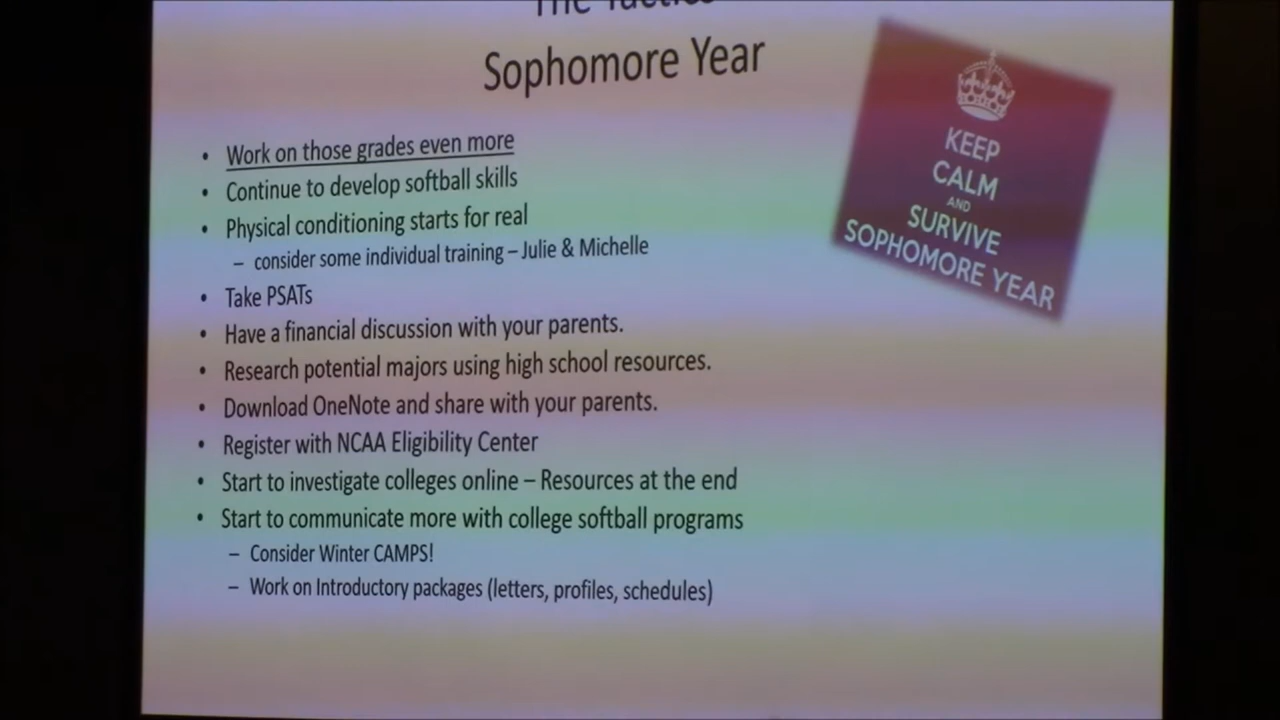 The Tactics
Sophomore Year
• Work on those grades even more
• Continue to develop softball skills
• Physical conditioning starts for real
– consider some individual training – Julie & Michelle
• Take PSATs
• Have a financial discussion with your parents.
• Research potential majors using high school resources.
• Download OneNote and share with your parents.
• Register with NCAA Eligibility Center
• Start to investigate colleges online – Resources at the end
• Start to communicate more with college softball programs
– Consider Winter CAMPS!
– Work on Introductory packages (letters, profiles, schedules)
KEEP
CALM
AND
SURVIVE
SOPHOMORE YEAR